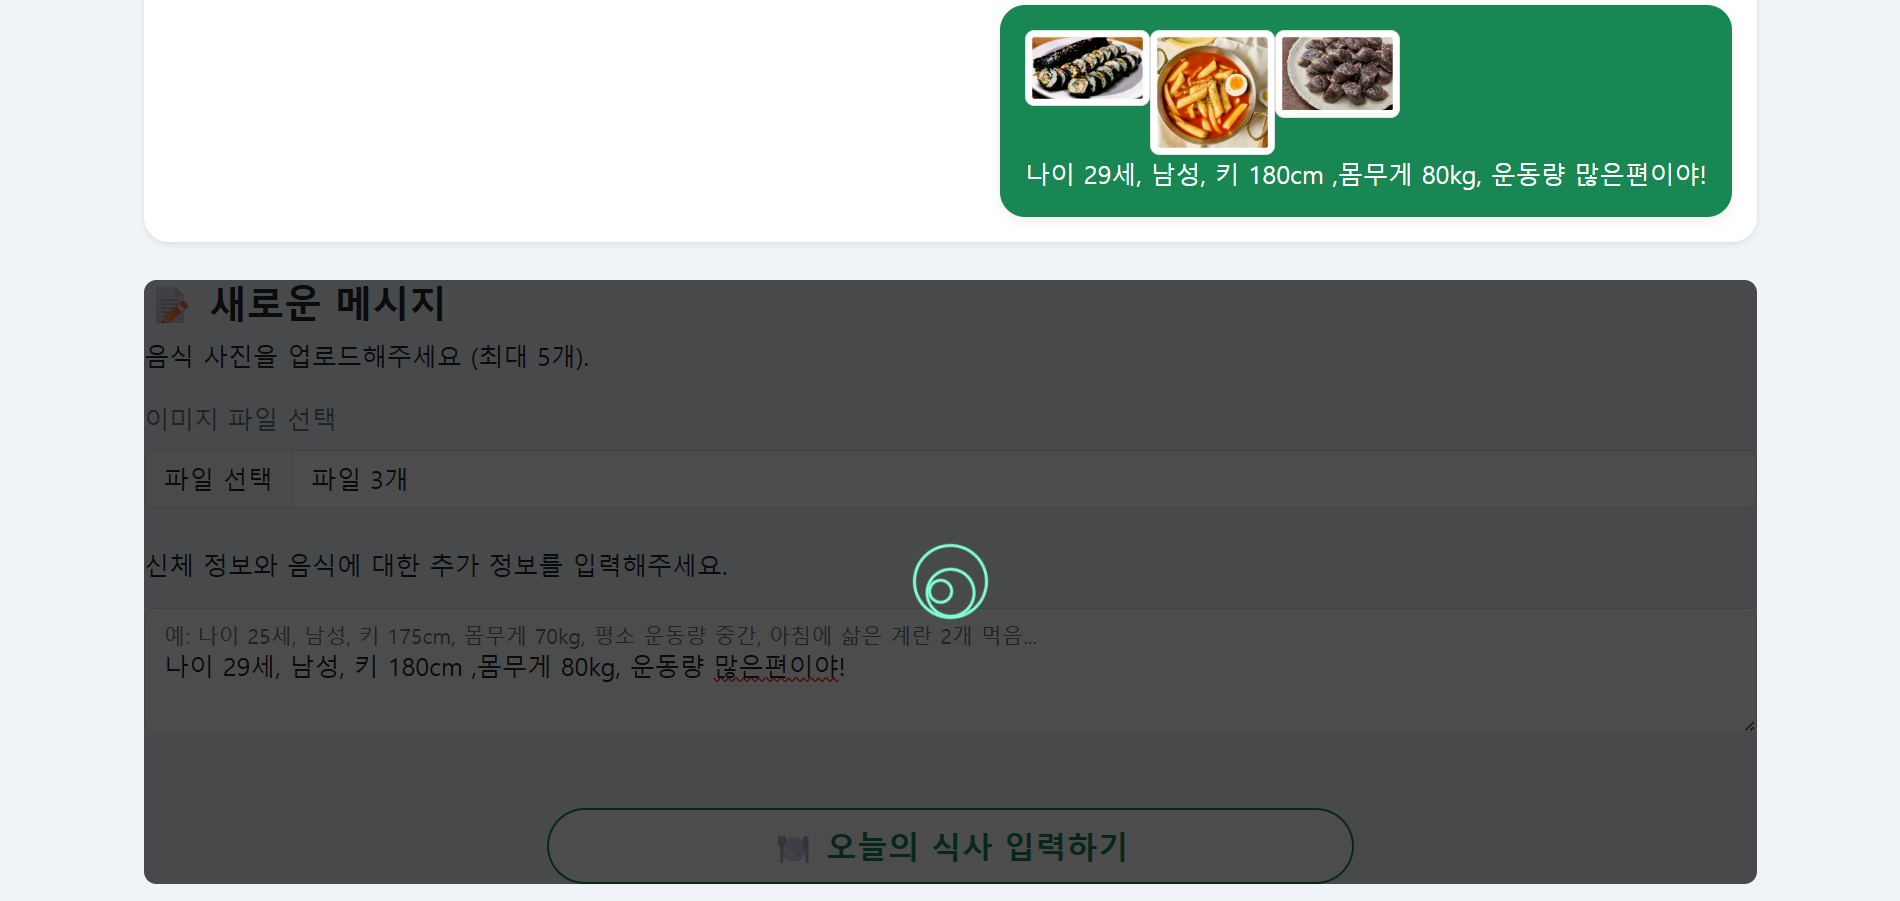 나이 29세, 남성, 키 180cm ,몸무게 80kg, 운동량 많은편이야!
새로운 메시지
음식 사진을 업로드해주세요 (최대 5개).
이미지 파일 선택
파일 선택 파일 3개
신체 정보와 음식에 대한 추가 정보를 입력해주세요.
예: 나이 25세, 남성, 키 175cm, 몸무게 70kg, 평소 운동량 중간, 아침에 삶은 계란 2개 먹음...
나이 29세, 남성, 키 180cm ,몸무게 80kg, 운동량 많은편이야!
오늘의 식사 입력하기